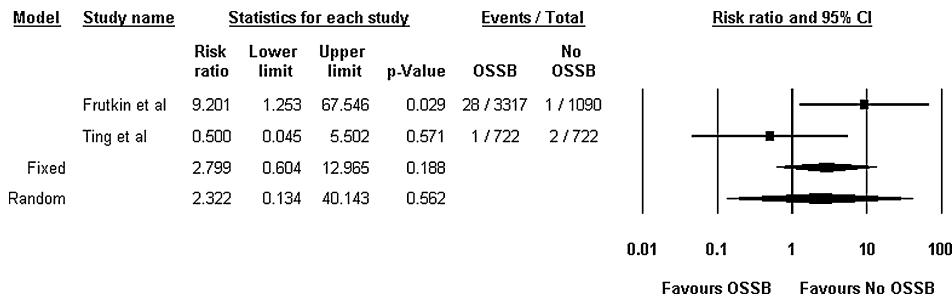 Model Study name Statistics for each study Events / Total Risk ratio and 95% CI
Risk ratio Lower limit Upper limit p-Value OSSB No OSSB
Frutkin et al 9.201 1.253 67.546 0.029 28 / 3317 1 / 1090
Ting et al 0.500 0.045 5.502 0.571 1 / 722 2 / 722
Fixed 2.799 0.604 12.965 0.188
Random 2.322 0.134 40.143 0.562
0.01 0.1 1 10 100
Favours OSSB Favours No OSSB